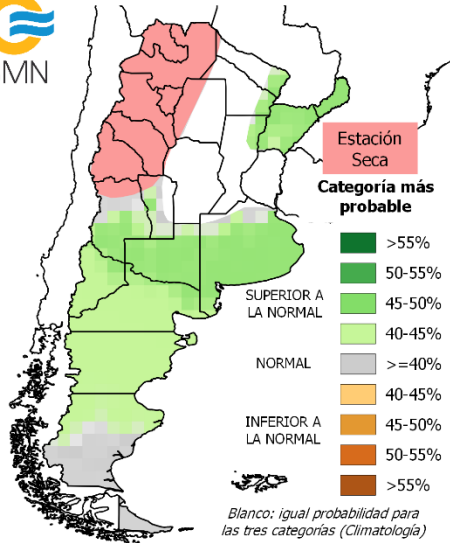 MN
Estación
Seca
Categoría más
probable
>55%
50-55%
SUPERIOR A
LA NORMAL
45-50%
40-45%
NORMAL
>=40%
40-45%
INFERIOR A
LA NORMAL
45-50%
50-55%
>55%
Blanco: igual probabilidad para
las tres categorías (Climatología)